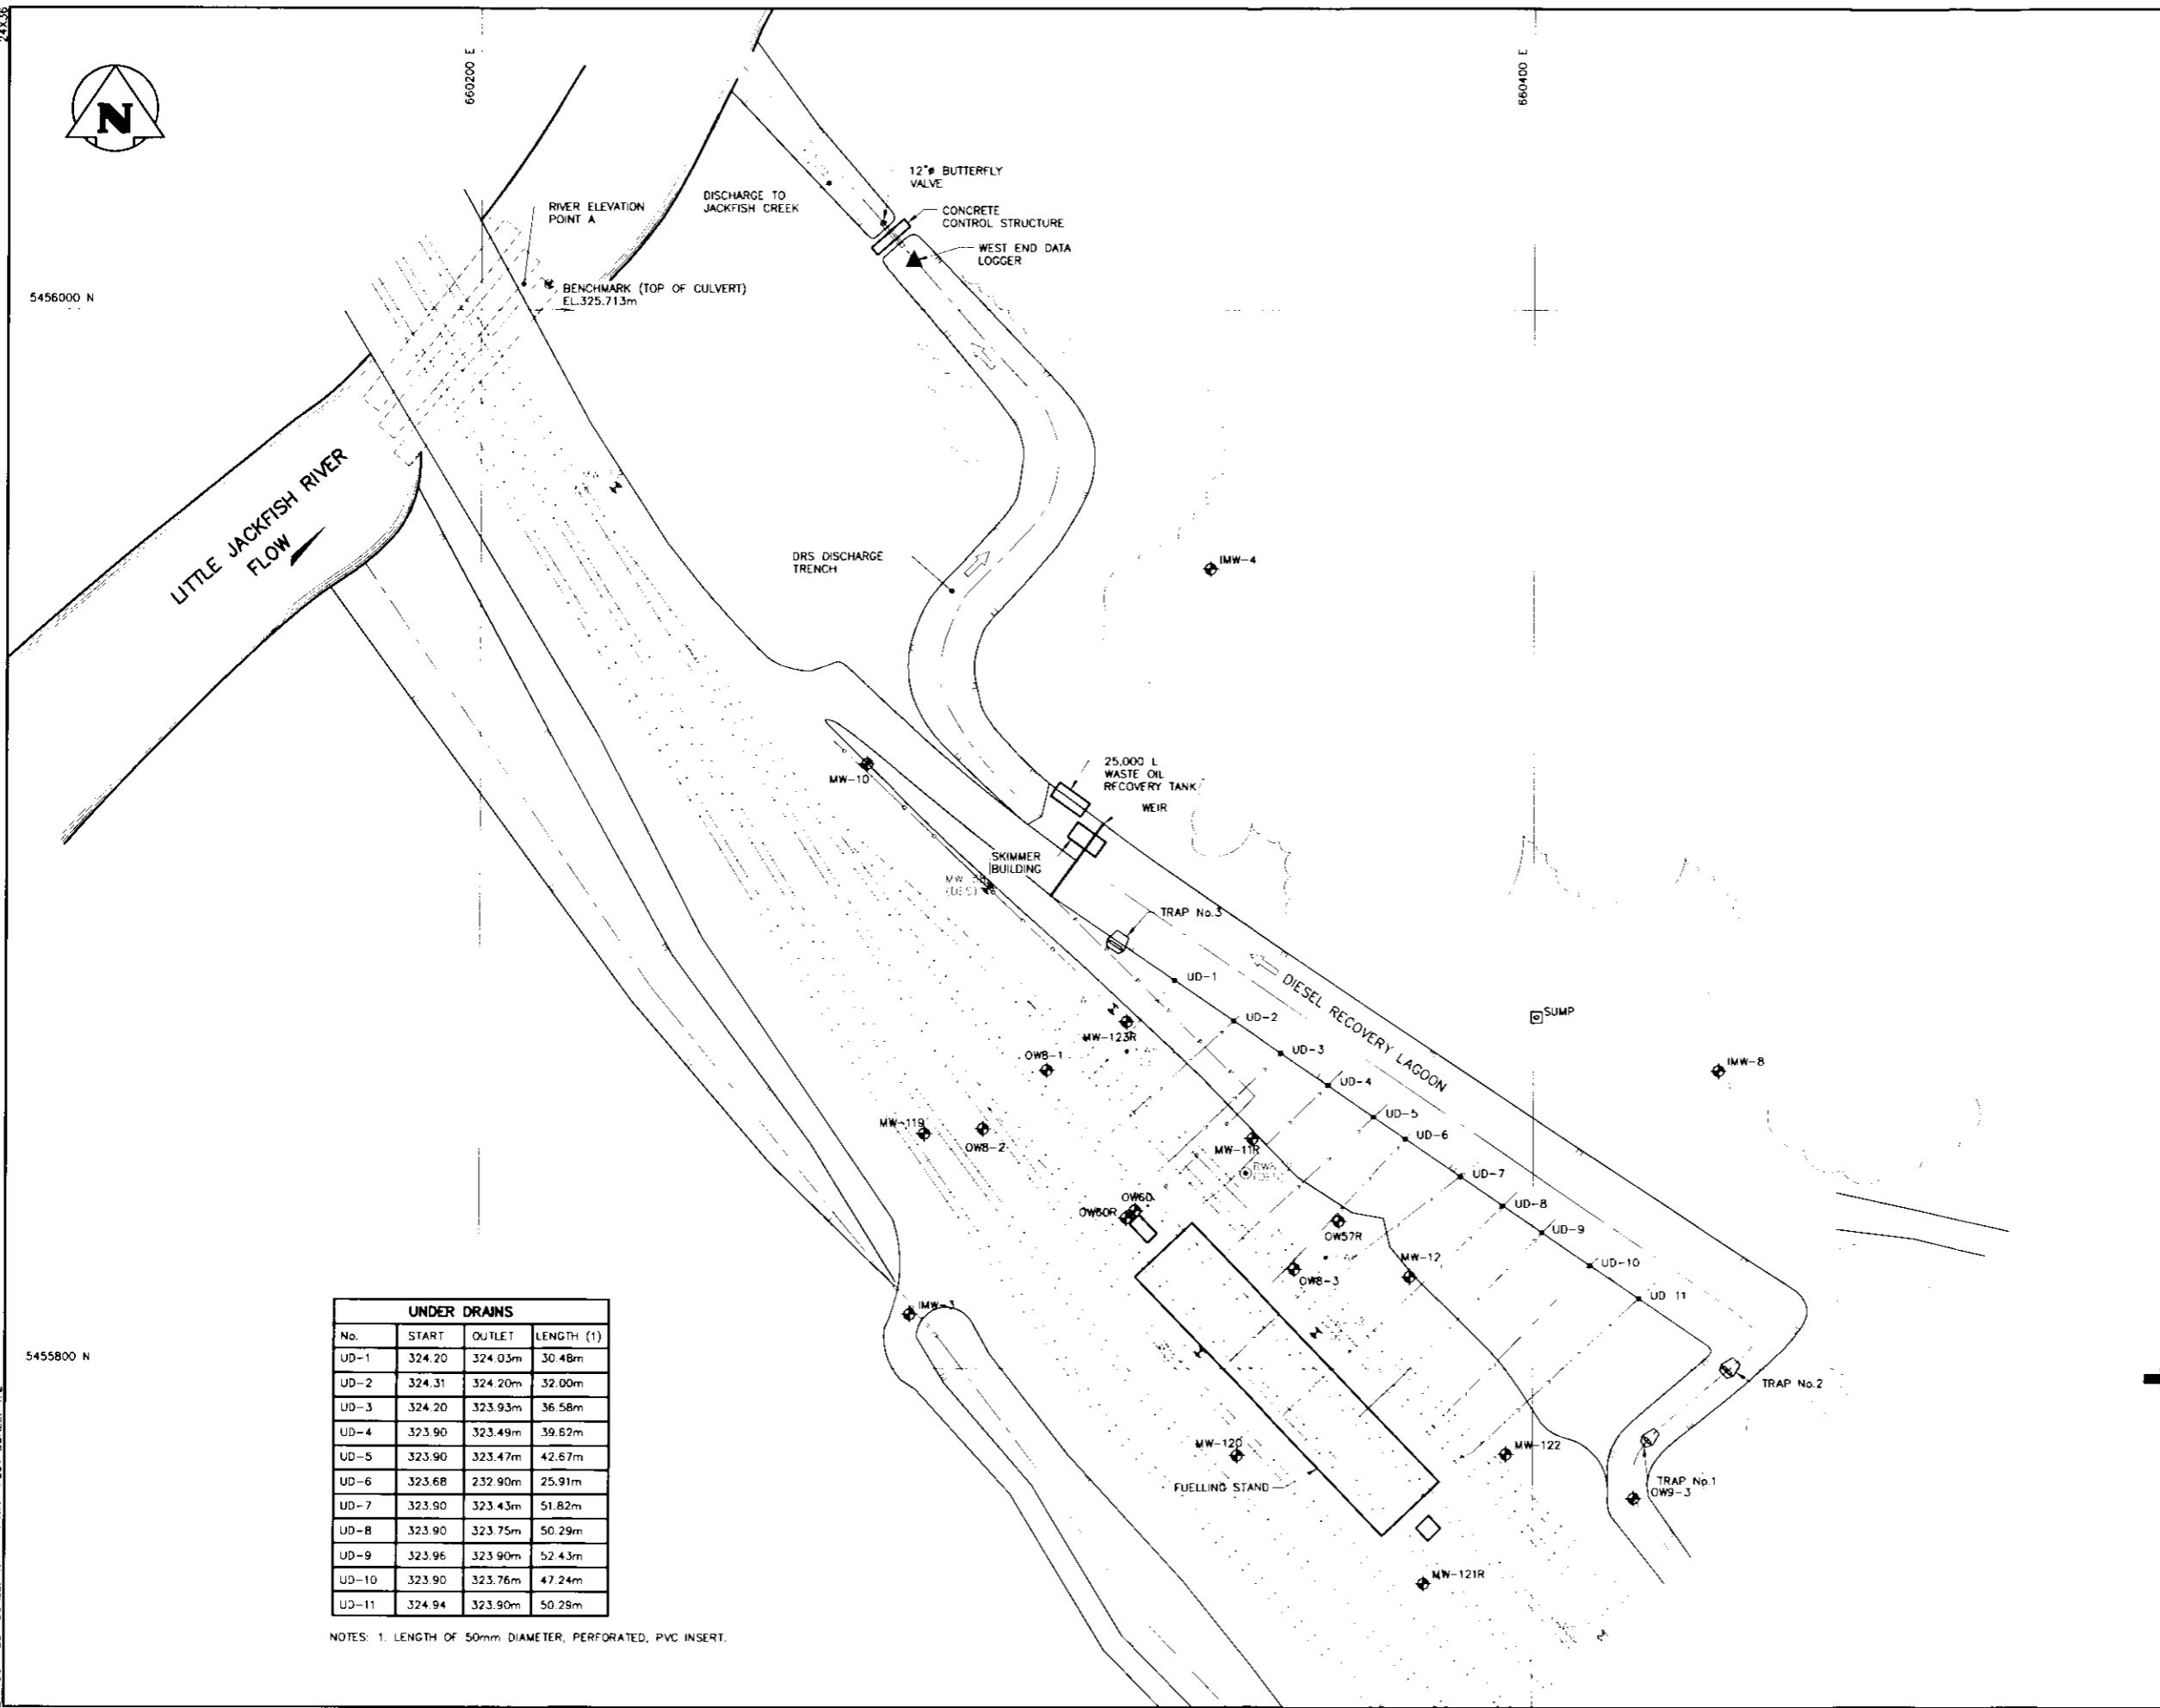 24X36
660200 E
660400 E
N
12"ø BUTTERFLY
VALVE
RIVER ELEVATION
POINT A
DISCHARGE TO
JACKFISH CREEK
CONCRETE
CONTROL STRUCTURE
WEST END DATA
LOGGER
5456000 N
BENCHMARK (TOP OF CULVERT)
EL.325.713m
LITTLE JACKFISH RIVER
FLOW
DRS DISCHARGE
TRENCH
IMW-4
MW-10
25,000 L
WASTE OIL
RECOVERY TANK
WEIR
SKIMMER
BUILDING
MW
(DES)
TRAP No.3
UD-1
DIESEL RECOVERY LAGOON
UD-2
SUMP
MW-123R
UD-3
OW8-1
IMW-8
UD-4
UD-5
MW-119
OW8-2
UD-6
MW-11R
UD-7
OW60
OW60R
UD-8
OW57R
UD-9
MW-12
UD-10
OW8-3
UD 11
IMW-3
5455800 N
TRAP No.2
MW-120
MW-122
FUELLING STAND
TRAP No.1
OW9-3
MW-121R
UNDER DRAINS
No. START OUTLET LENGTH (1)
UD-1 324.20 324.03m 30.48m
UD-2 324.31 324.20m 32.00m
UD-3 324.20 323.93m 36.58m
UD-4 323.90 323.49m 39.62m
UD-5 323.90 323.47m 42.67m
UD-6 323.68 232.90m 25.91m
UD-7 323.90 323.43m 51.82m
UD-8 323.90 323.75m 50.29m
UD-9 323.96 323.90m 52.43m
UD-10 323.90 323.76m 47.24m
UD-11 324.94 323.90m 50.29m
NOTES: 1. LENGTH OF 50mm DIAMETER, PERFORATED, PVC INSERT.